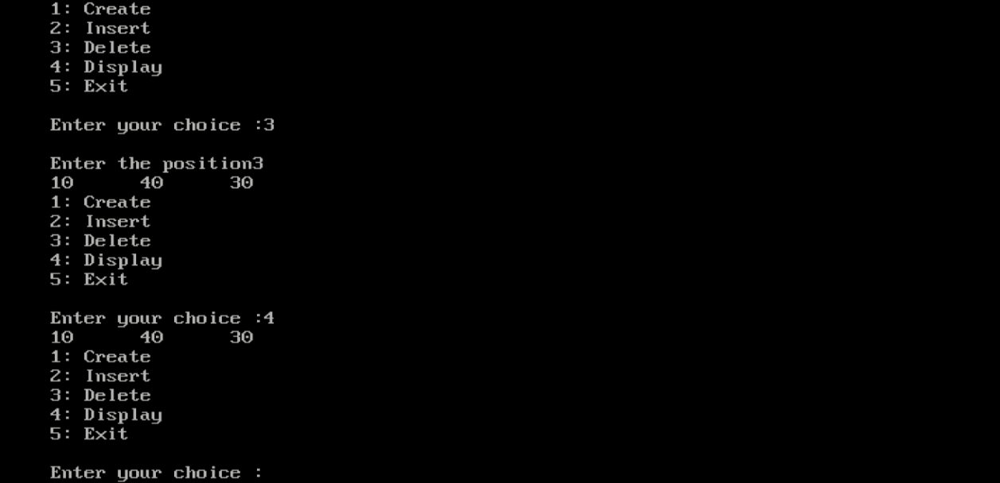 1: Create
2: Insert
3: Delete
4: Display
5: Exit
Enter your choice :3
Enter the position3
10 40 30
1: Create
2: Insert
3: Delete
4: Display
5: Exit
Enter your choice :4
10 40 30
1: Create
2: Insert
3: Delete
4: Display
5: Exit
Enter your choice :